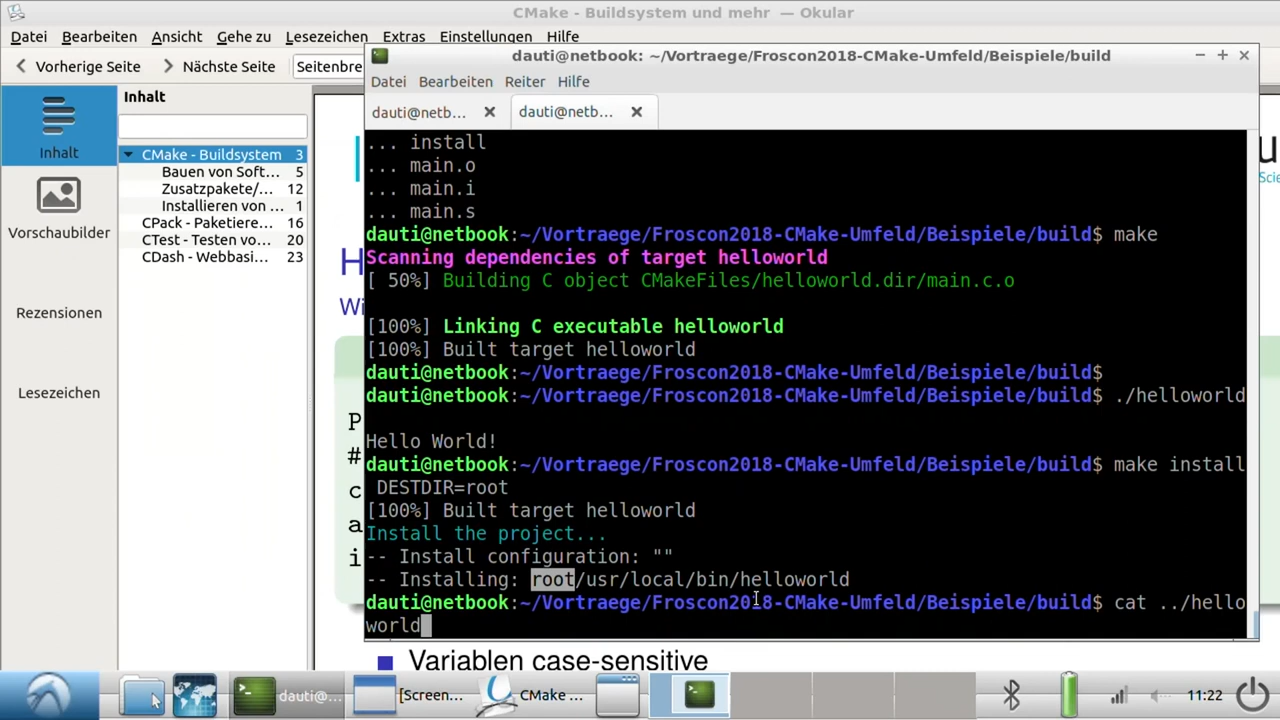 CMake - Buildsystem und mehr — Okular
Datei Bearbeiten Ansicht Gehe zu Lesezeichen Extras Einstellungen Hilfe
Vorherige Seite Nächste Seite Seitenbre
Inhalt
Inhalt
Vorschaubilder
Rezensionen
Lesezeichen
CMake - Buildsystem 3
Bauen von Soft... 5
Zusatzpakete/... 12
Installieren von ... 1
CPack - Paketiere... 16
CTest - Testen vo... 20
CDash - Webbasi... 23
dauti@netbook: ~/Vortraege/Froscon2018-CMake-Umfeld/Beispiele/build
Datei Bearbeiten Reiter Hilfe
dauti@netb... dauti@netb...
... install
... main.o
... main.i
... main.s
dauti@netbook:~/Vortraege/Froscon2018-CMake-Umfeld/Beispiele/build$ make
Scanning dependencies of target helloworld
[ 50%] Building C object CMakeFiles/helloworld.dir/main.c.o
[100%] Linking C executable helloworld
[100%] Built target helloworld
dauti@netbook:~/Vortraege/Froscon2018-CMake-Umfeld/Beispiele/build$
dauti@netbook:~/Vortraege/Froscon2018-CMake-Umfeld/Beispiele/build$ ./helloworld
Hello World!
dauti@netbook:~/Vortraege/Froscon2018-CMake-Umfeld/Beispiele/build$ make install
DESTDIR=root
[100%] Built target helloworld
Install the project...
-- Install configuration: ""
-- Installing: root/usr/local/bin/helloworld
dauti@netbook:~/Vortraege/Froscon2018-CMake-Umfeld/Beispiele/build$ cat ../hello
world
Variablen case-sensitive
dauti@... [Screen... CMake ... 11:22